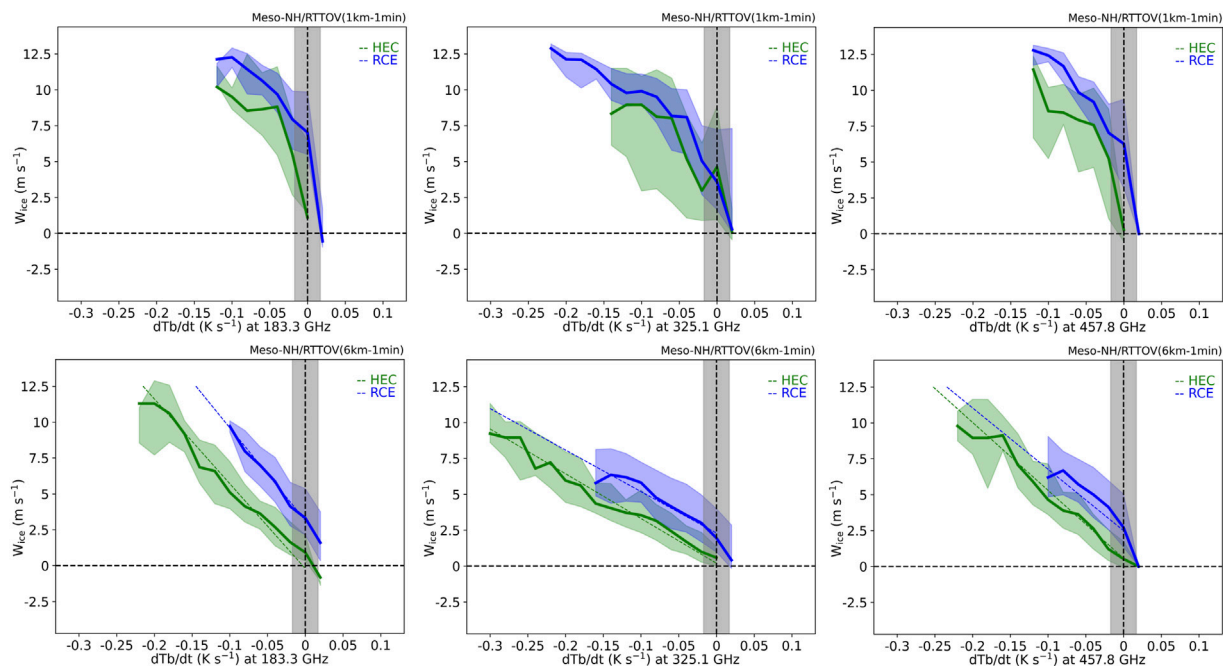 Meso-NH/RTTOV(1km-1min)
HEC
RCE
12.5
10
7.5
5
2.5
0
-2.5
W_ice (m s⁻¹)
-0.3 -0.25 -0.2 -0.15 -0.1 -0.05 0 0.05 0.1
dTb/dt (K s⁻¹) at 183.3 GHz
Meso-NH/RTTOV(1km-1min)
HEC
RCE
12.5
10
7.5
5
2.5
0
-2.5
W_ice (m s⁻¹)
-0.3 -0.25 -0.2 -0.15 -0.1 -0.05 0 0.05 0.1
dTb/dt (K s⁻¹) at 325.1 GHz
Meso-NH/RTTOV(1km-1min)
HEC
RCE
12.5
10
7.5
5
2.5
0
-2.5
W_ice (m s⁻¹)
-0.3 -0.25 -0.2 -0.15 -0.1 -0.05 0 0.05 0.1
dTb/dt (K s⁻¹) at 457.8 GHz
Meso-NH/RTTOV(6km-1min)
HEC
RCE
12.5
10
7.5
5
2.5
0
-2.5
W_ice (m s⁻¹)
-0.3 -0.25 -0.2 -0.15 -0.1 -0.05 0 0.05 0.1
dTb/dt (K s⁻¹) at 183.3 GHz
Meso-NH/RTTOV(6km-1min)
HEC
RCE
12.5
10
7.5
5
2.5
0
-2.5
W_ice (m s⁻¹)
-0.3 -0.25 -0.2 -0.15 -0.1 -0.05 0 0.05 0.1
dTb/dt (K s⁻¹) at 325.1 GHz
Meso-NH/RTTOV(6km-1min)
HEC
RCE
12.5
10
7.5
5
2.5
0
-2.5
W_ice (m s⁻¹)
-0.3 -0.25 -0.2 -0.15 -0.1 -0.05 0 0.05 0.1
dTb/dt (K s⁻¹) at 457.8 GHz